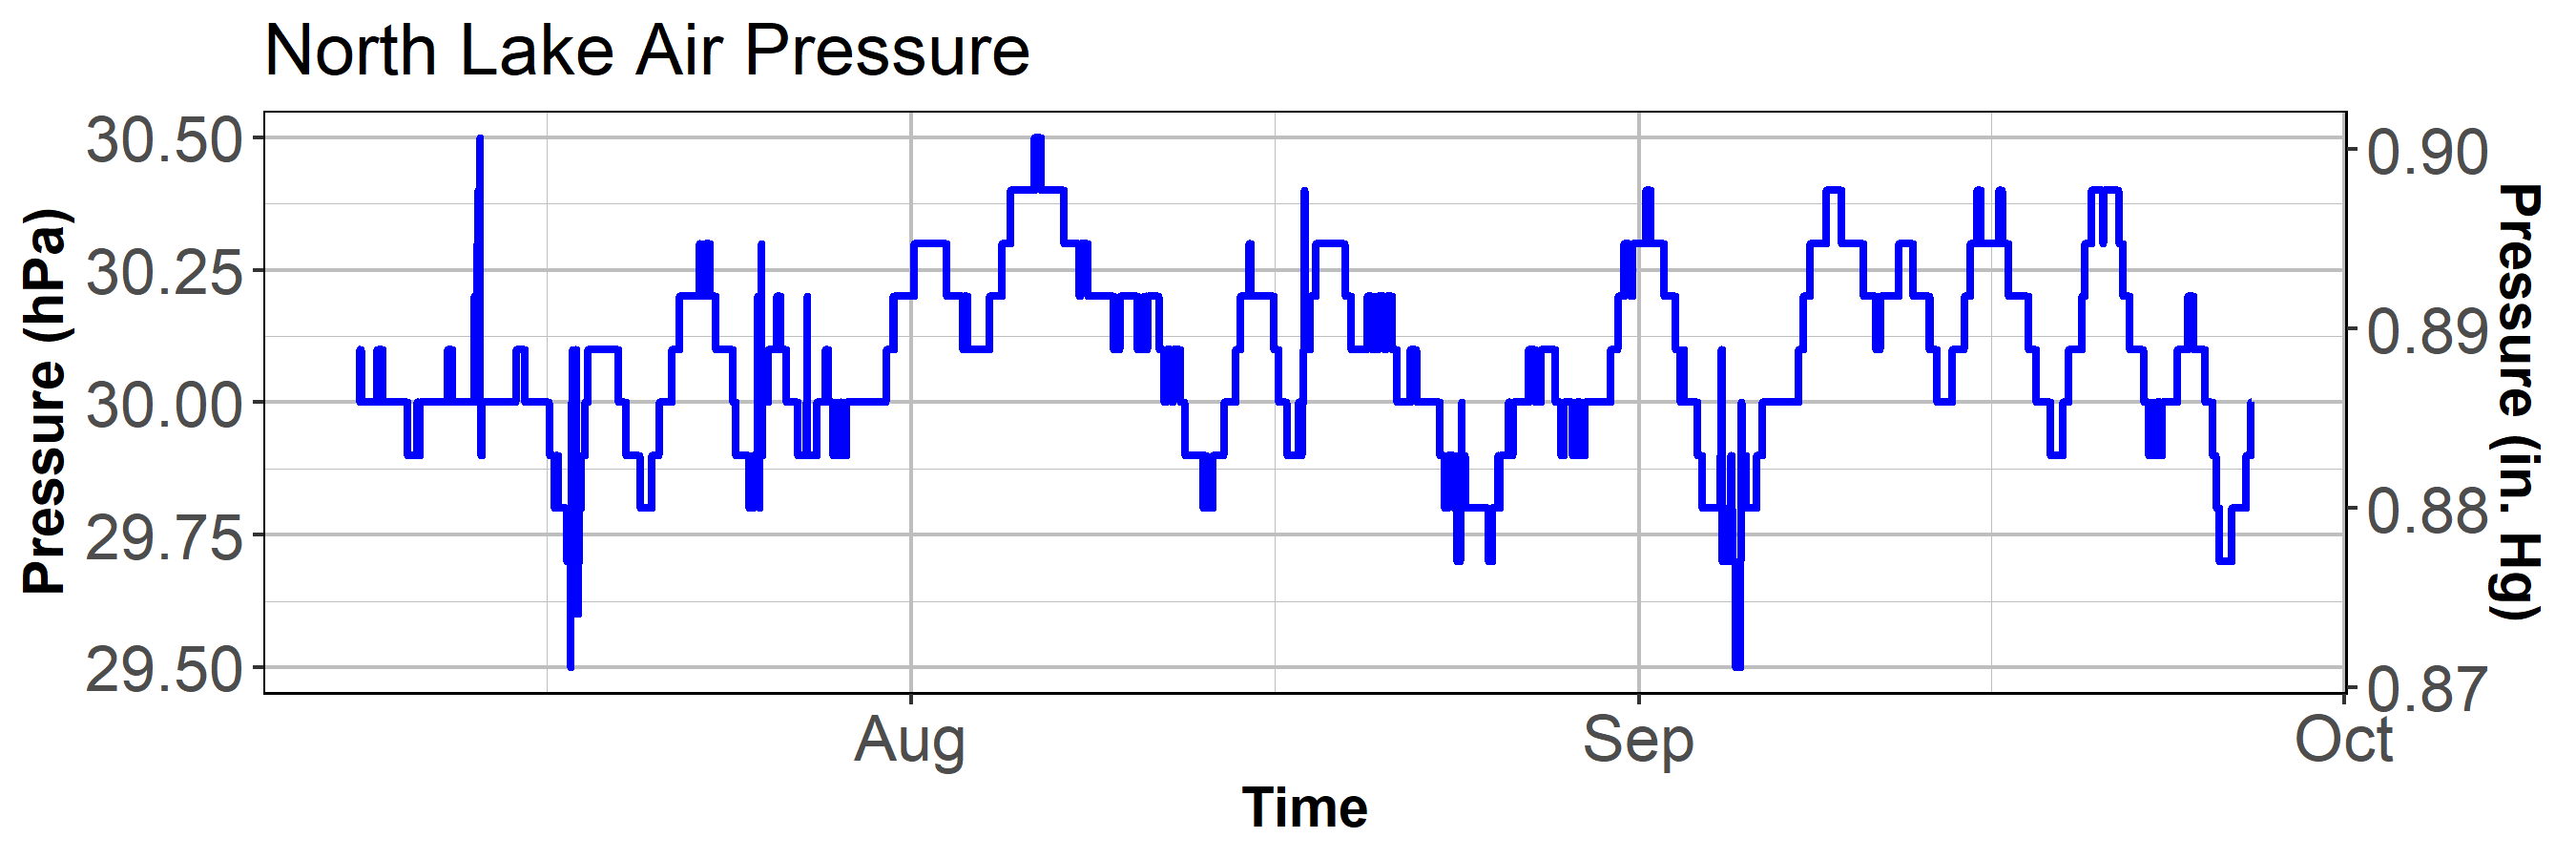 North Lake Air Pressure
30.50
30.25
30.00
29.75
29.50
Pressure (hPa)
0.90
0.89
0.88
0.87
Pressure (in. Hg)
Aug
Sep
Oct
Time